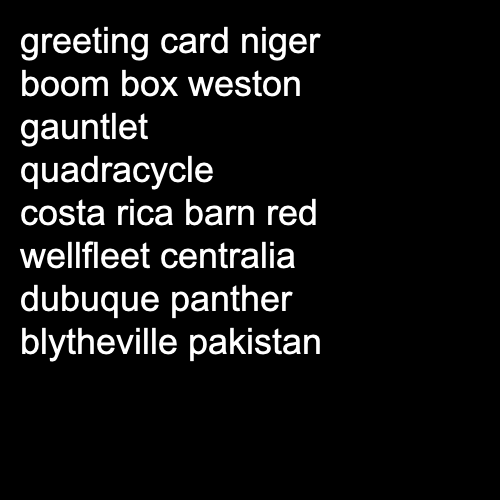 greeting card niger
boom box weston
gauntlet
quadracycle
costa rica barn red
wellfleet centralia
dubuque panther
blytheville pakistan